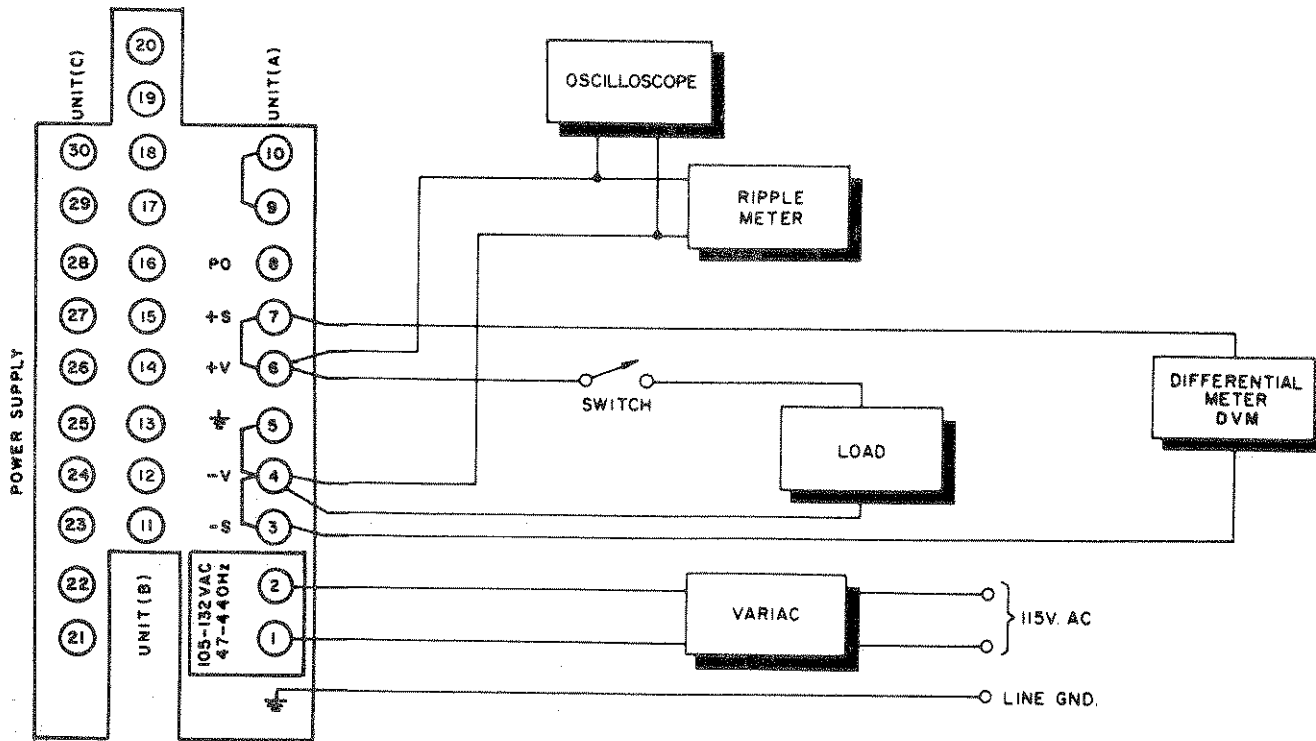 POWER SUPPLY
UNIT(C)
30
29
28
27
26
25
24
23
22
21
20
19
18
17
16
15
14
13
12
11
UNIT(B)
UNIT(A)
10
9
PO 8
+S 7
+V 6
5
-V 4
-S 3
105-132VAC
47-440HZ
2
1
OSCILLOSCOPE
RIPPLE
METER
SWITCH
LOAD
DIFFERENTIAL
METER
DVM
VARIAC
115V. AC
LINE GND.